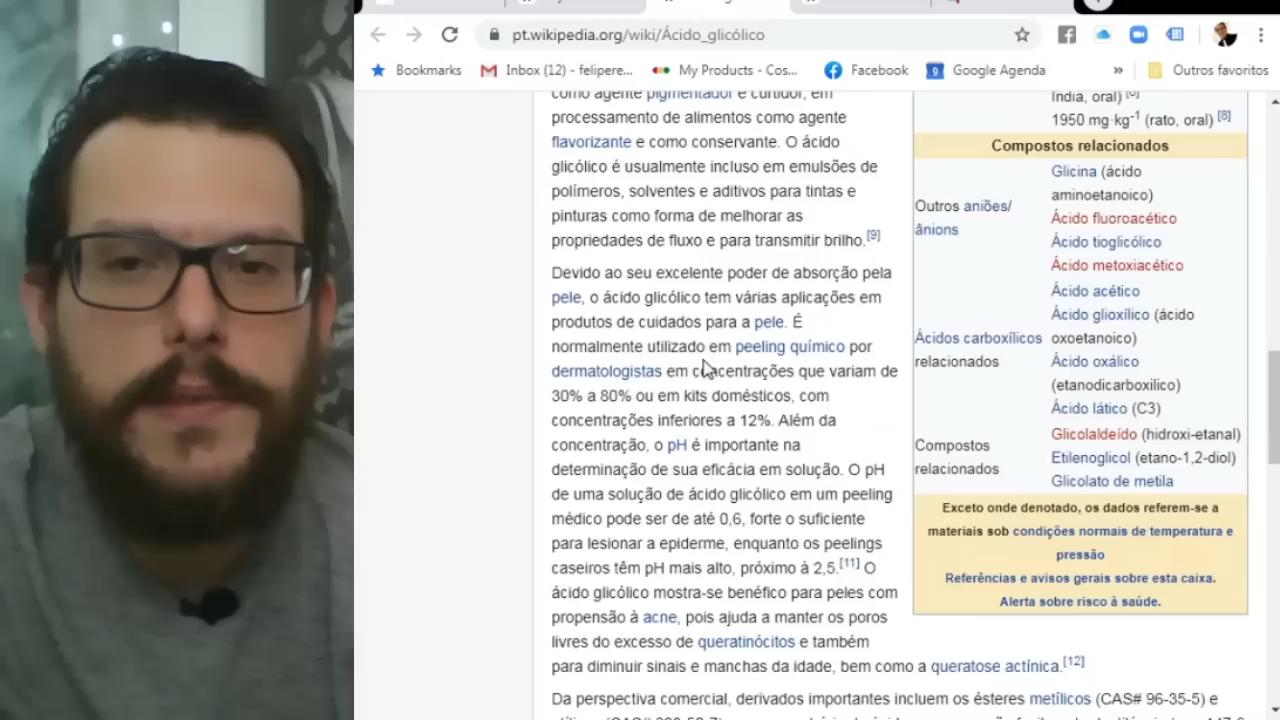 pt.wikipedia.org/wiki/Ácido_glicólico
Bookmarks
Inbox (12) - felipere...
My Products - Cos...
Facebook
9
Google Agenda
»
Outros favoritos
como agente pigmentador e curtidor, em
processamento de alimentos como agente
flavorizante e como conservante. O ácido
glicólico é usualmente incluso em emulsões de
polímeros, solventes e aditivos para tintas e
pinturas como forma de melhorar as
propriedades de fluxo e para transmitir brilho.[9]
Devido ao seu excelente poder de absorção pela
pele, o ácido glicólico tem várias aplicações em
produtos de cuidados para a pele. É
normalmente utilizado em peeling químico por
dermatologistas em concentrações que variam de
30% a 80% ou em kits domésticos, com
concentrações inferiores a 12%. Além da
concentração, o pH é importante na
determinação de sua eficácia em solução. O pH
de uma solução de ácido glicólico em um peeling
médico pode ser de até 0,6, forte o suficiente
para lesionar a epiderme, enquanto os peelings
caseiros têm pH mais alto, próximo à 2,5.[11] O
ácido glicólico mostra-se benéfico para peles com
propensão à acne, pois ajuda a manter os poros
livres do excesso de queratinócitos e também
para diminuir sinais e manchas da idade, bem como a queratose actínica.[12]
Da perspectiva comercial, derivados importantes incluem os ésteres metílicos (CAS# 96-35-5) e
Índia, oral)
1950 mg·kg-1 (rato, oral) [8]
Compostos relacionados
Outros aniões/
ânions
Glicina (ácido
aminoetanoico)
Ácido fluoroacético
Ácido tioglicólico
Ácido metoxiacético
Ácidos carboxílicos
relacionados
Ácido acético
Ácido glioxílico (ácido
oxoetanoico)
Ácido oxálico
(etanodicarboxilico)
Ácido lático (C3)
Compostos
relacionados
Glicolaldeído (hidroxi-etanal)
Etilenoglicol (etano-1,2-diol)
Glicolato de metila
Exceto onde denotado, os dados referem-se a
materiais sob condições normais de temperatura e
pressão
Referências e avisos gerais sobre esta caixa.
Alerta sobre risco à saúde.